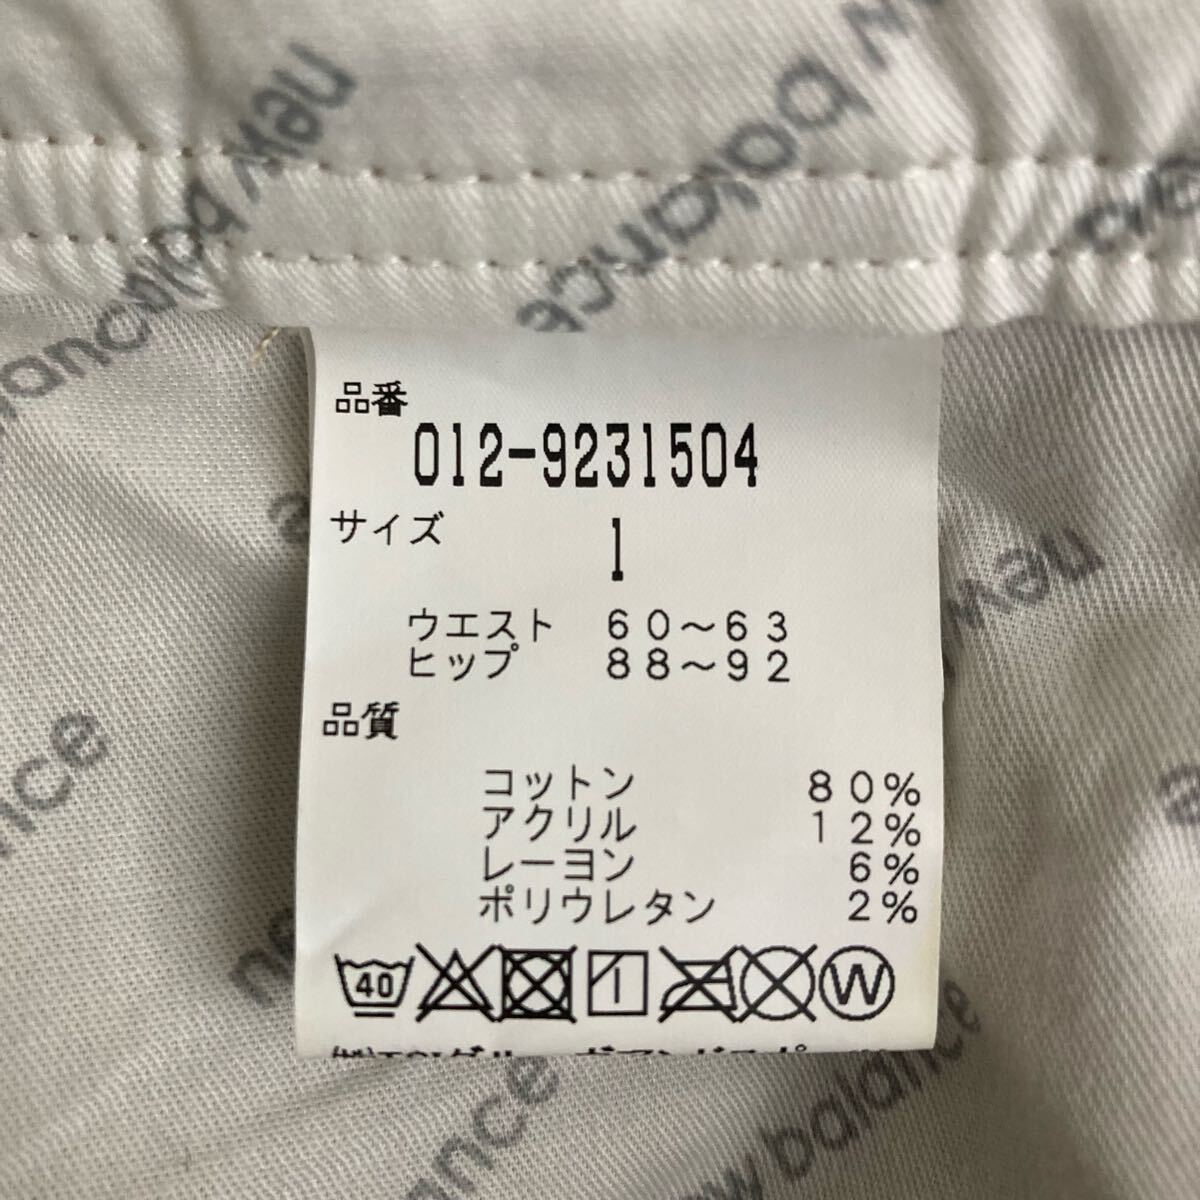 new balance
new balance
品番
012-9231504
サイズ 1
ウエスト 60～63
ヒップ 88～92
品質
コットン 80%
アクリル 12%
レーヨン 6%
ポリウレタン 2%
40
W
new
balance